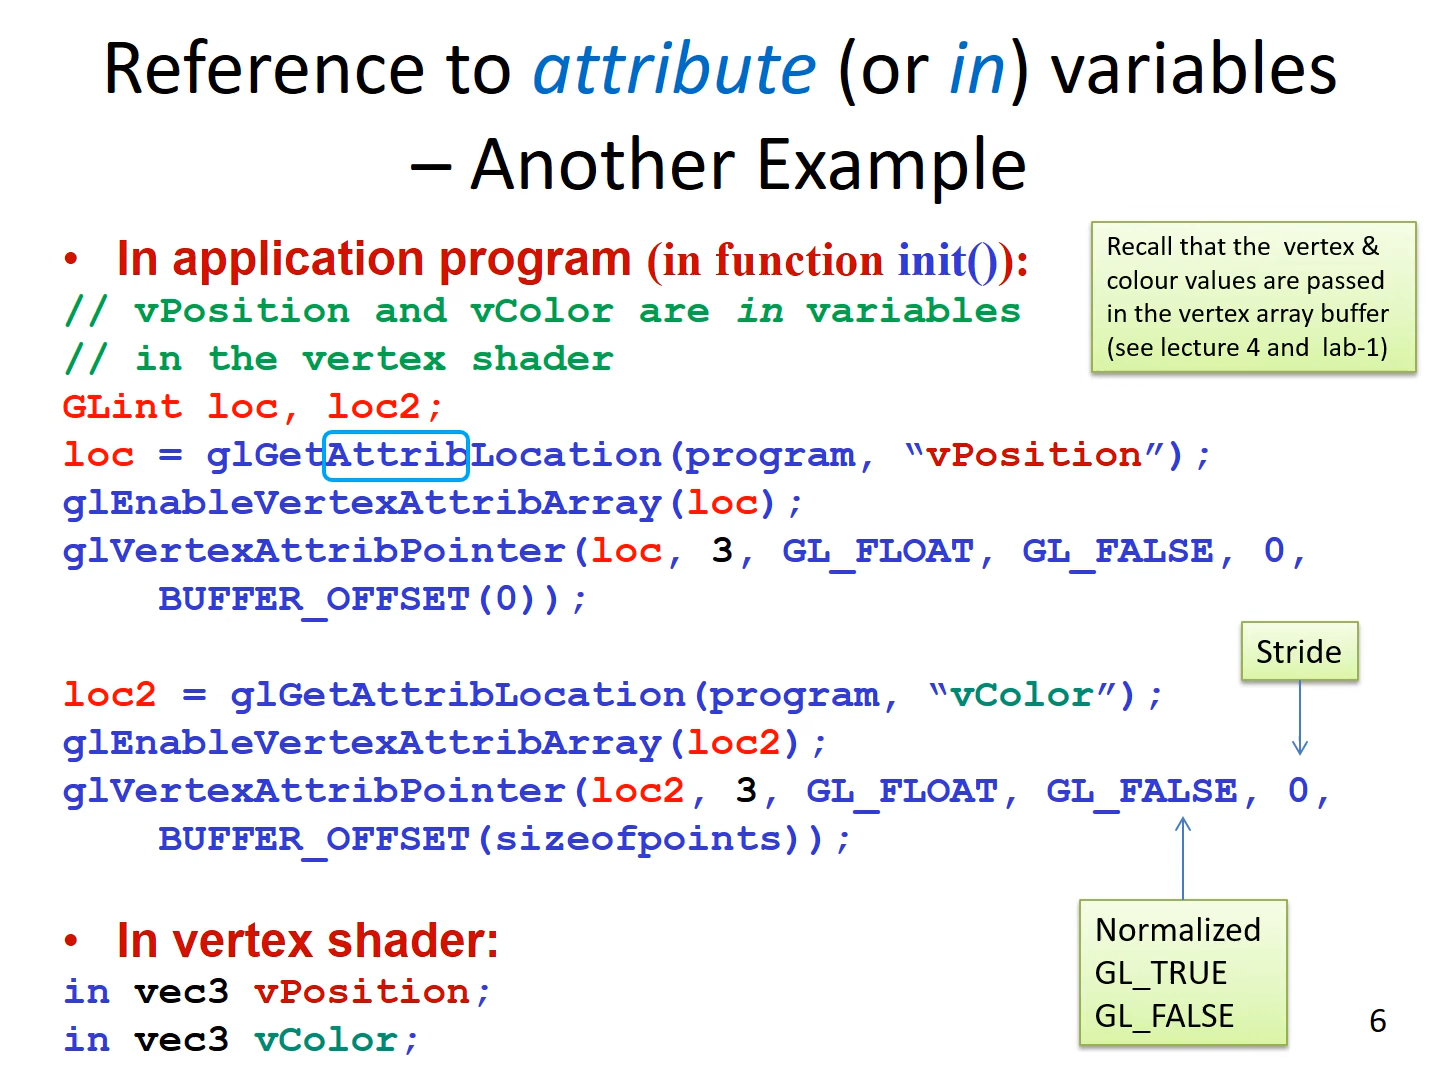 Reference to attribute (or in) variables
– Another Example
• In application program (in function init()):
// vPosition and vColor are in variables
// in the vertex shader
GLint loc, loc2;
loc = glGetAttribLocation(program, “vPosition”);
glEnableVertexAttribArray(loc);
glVertexAttribPointer(loc, 3, GL_FLOAT, GL_FALSE, 0,
BUFFER_OFFSET(0));
Recall that the vertex &
colour values are passed
in the vertex array buffer
(see lecture 4 and lab-1)
Stride
loc2 = glGetAttribLocation(program, “vColor”);
glEnableVertexAttribArray(loc2);
glVertexAttribPointer(loc2, 3, GL_FLOAT, GL_FALSE, 0,
BUFFER_OFFSET(sizeofpoints));
Normalized
GL_TRUE
GL_FALSE
• In vertex shader:
in vec3 vPosition;
in vec3 vColor;
6